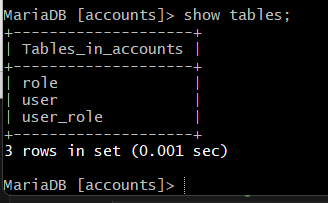 MariaDB [accounts]> show tables;
+--------------------+
| Tables_in_accounts |
+--------------------+
| role               |
| user               |
| user_role          |
+--------------------+
3 rows in set (0.001 sec)
MariaDB [accounts]>